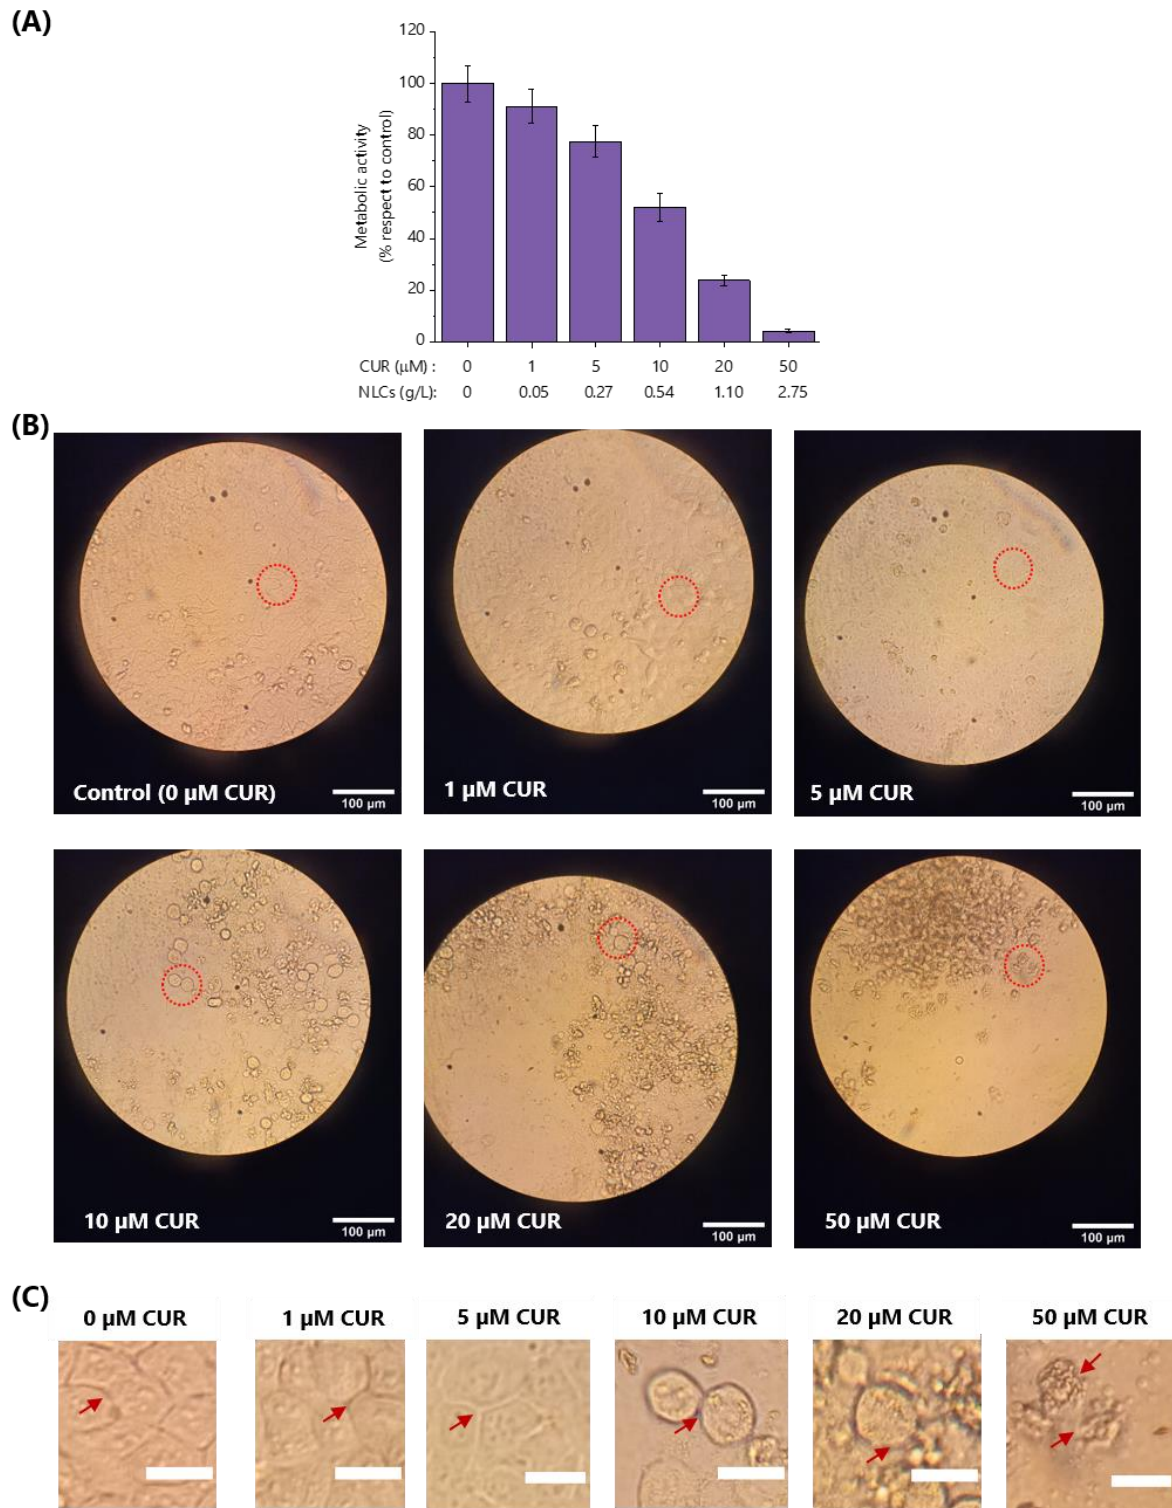 (A)
120
100
80
60
40
20
0
Metabolic activity
(% respect to control)
CUR (μM) : 0 1 5 10 20 50
NLCs (g/L): 0 0.05 0.27 0.54 1.10 2.75
(B)
Control (0 μM CUR)
100 μm
1 μM CUR
100 μm
5 μM CUR
100 μm
10 μM CUR
100 μm
20 μM CUR
100 μm
50 μM CUR
100 μm
(C)
0 μM CUR 1 μM CUR 5 μM CUR 10 μM CUR 20 μM CUR 50 μM CUR